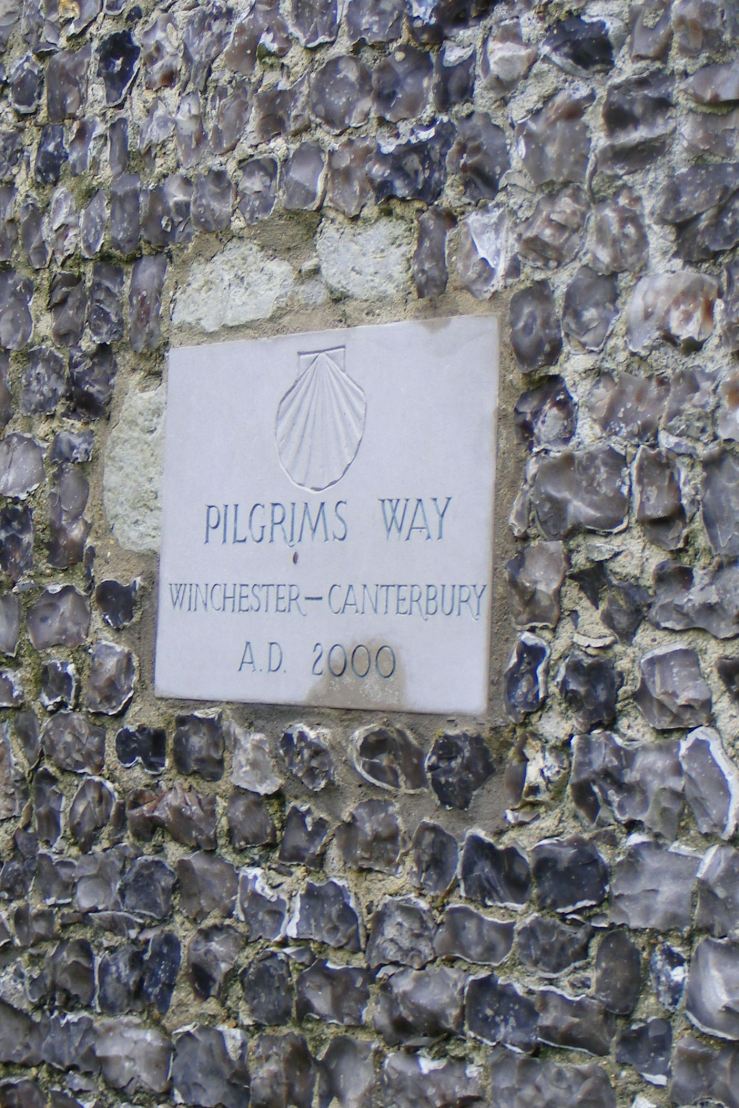 PILGRIMS WAY
WINCHESTER-CANTERBURY
A.D. 2000